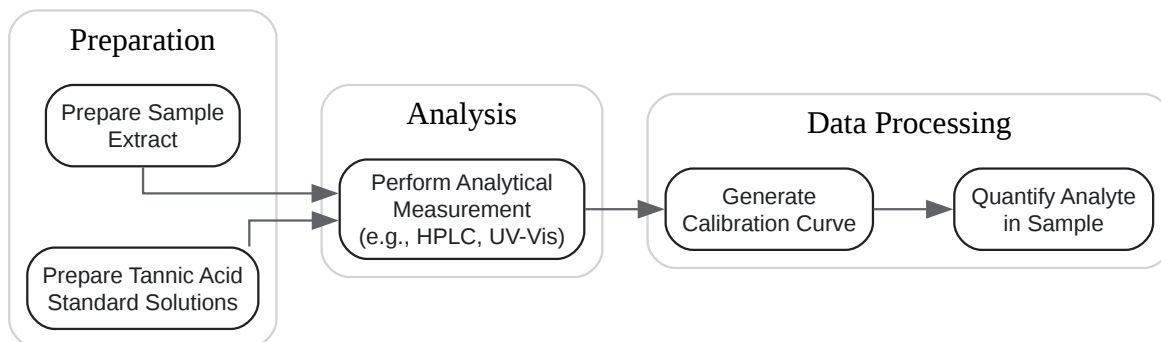 Preparation
Prepare Sample
Extract
Prepare Tannic Acid
Standard Solutions
Analysis
Perform Analytical
Measurement
(e.g., HPLC, UV-Vis)
Data Processing
Generate
Calibration Curve
Quantify Analyte
in Sample